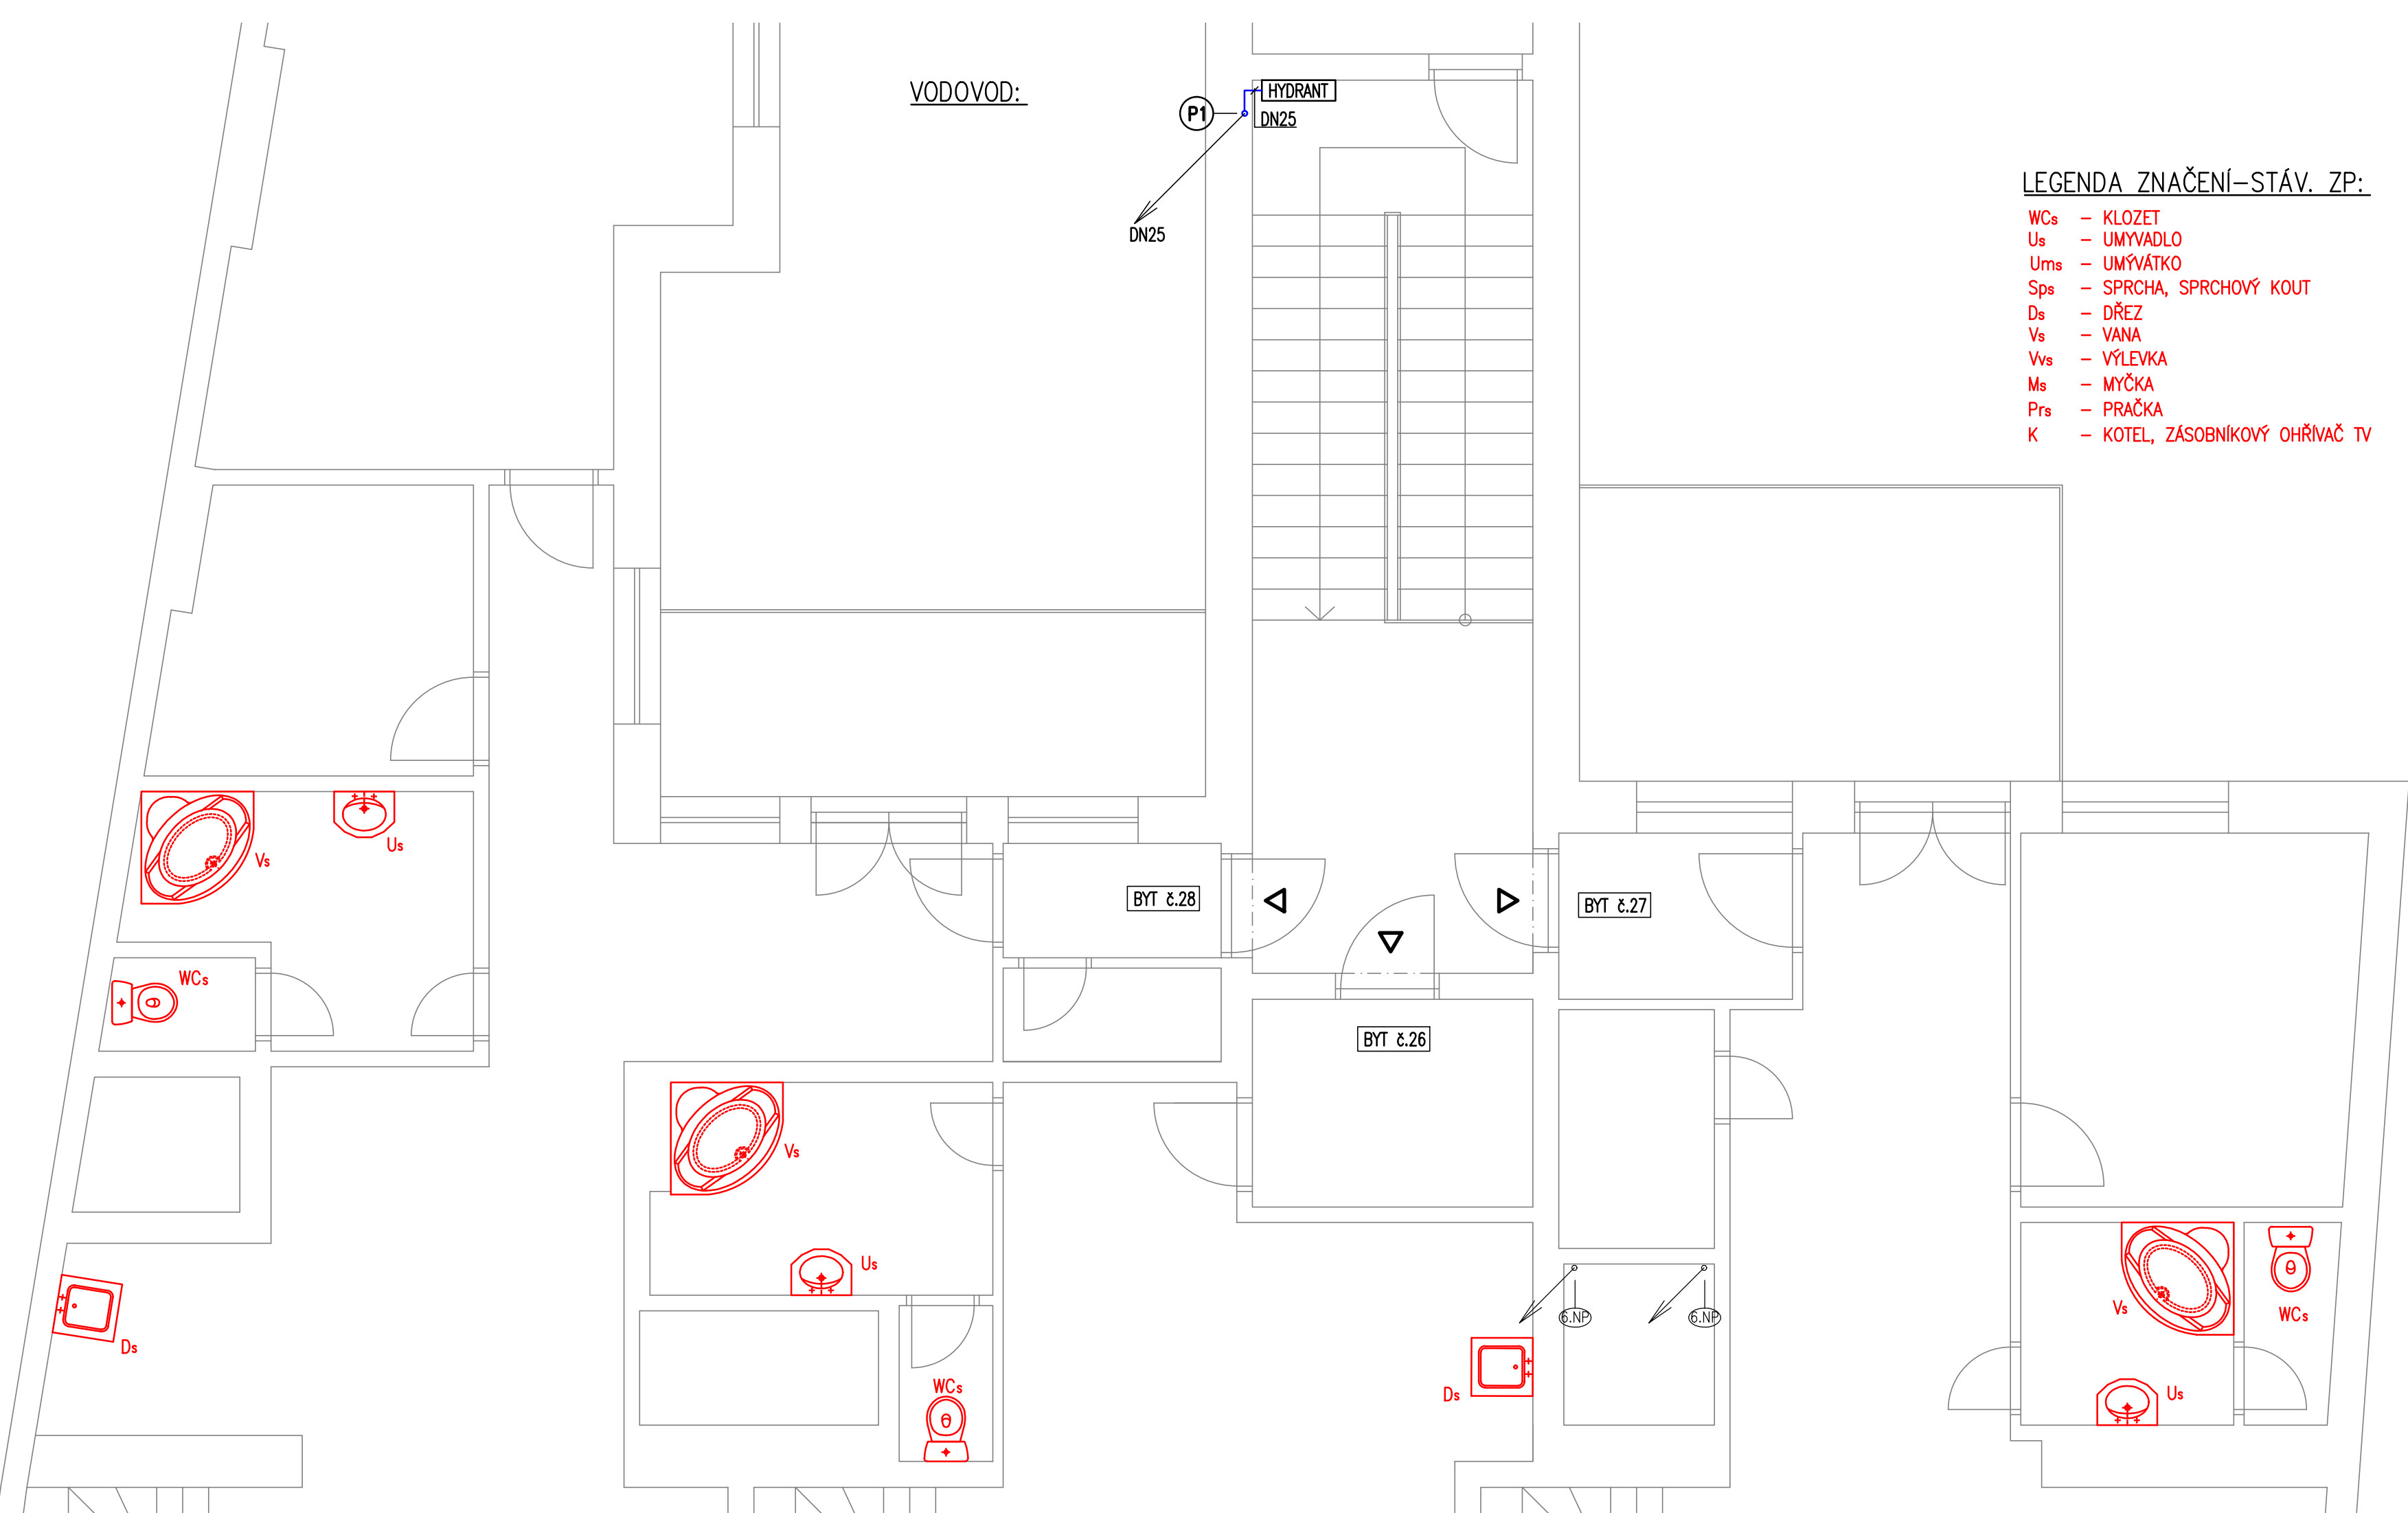 VODOVOD:
HYDRANT
P1
DN25
DN25
LEGENDA ZNAČENÍ-STÁV. ZP:
WCs - KLOZET
Us - UMYVADLO
Ums - UMÝVÁTKO
Sps - SPRCHA, SPRCHOVÝ KOUT
Ds - DŘEZ
Vs - VANA
Vvs - VÝLEVKA
Ms - MYČKA
Prs - PRAČKA
K - KOTEL, ZÁSOBNÍKOVÝ OHŘÍVAČ TV
Us
Vs
BYT č.28
BYT č.27
WCs
BYT č.26
Vs
Us
Vs
6.NP
6.NP
WCs
Ds
WCs
Ds
Us